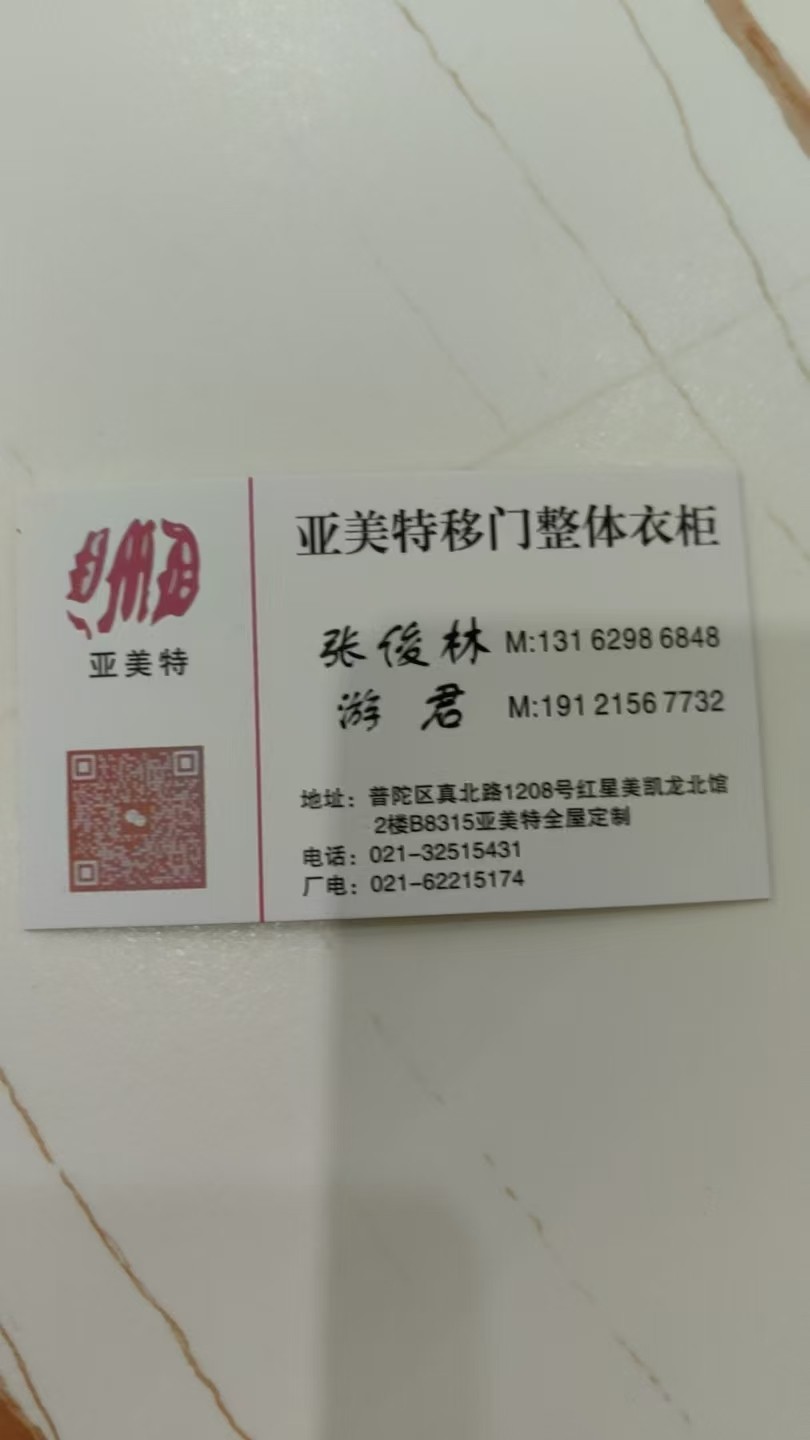 亚美特
亚美特移门整体衣柜
张俊林 M:131 6298 6848
游 君 M:191 2156 7732
地址：普陀区真北路1208号红星美凯龙北馆
2楼B8315亚美特全屋定制
电话：021-32515431
厂电：021-62215174